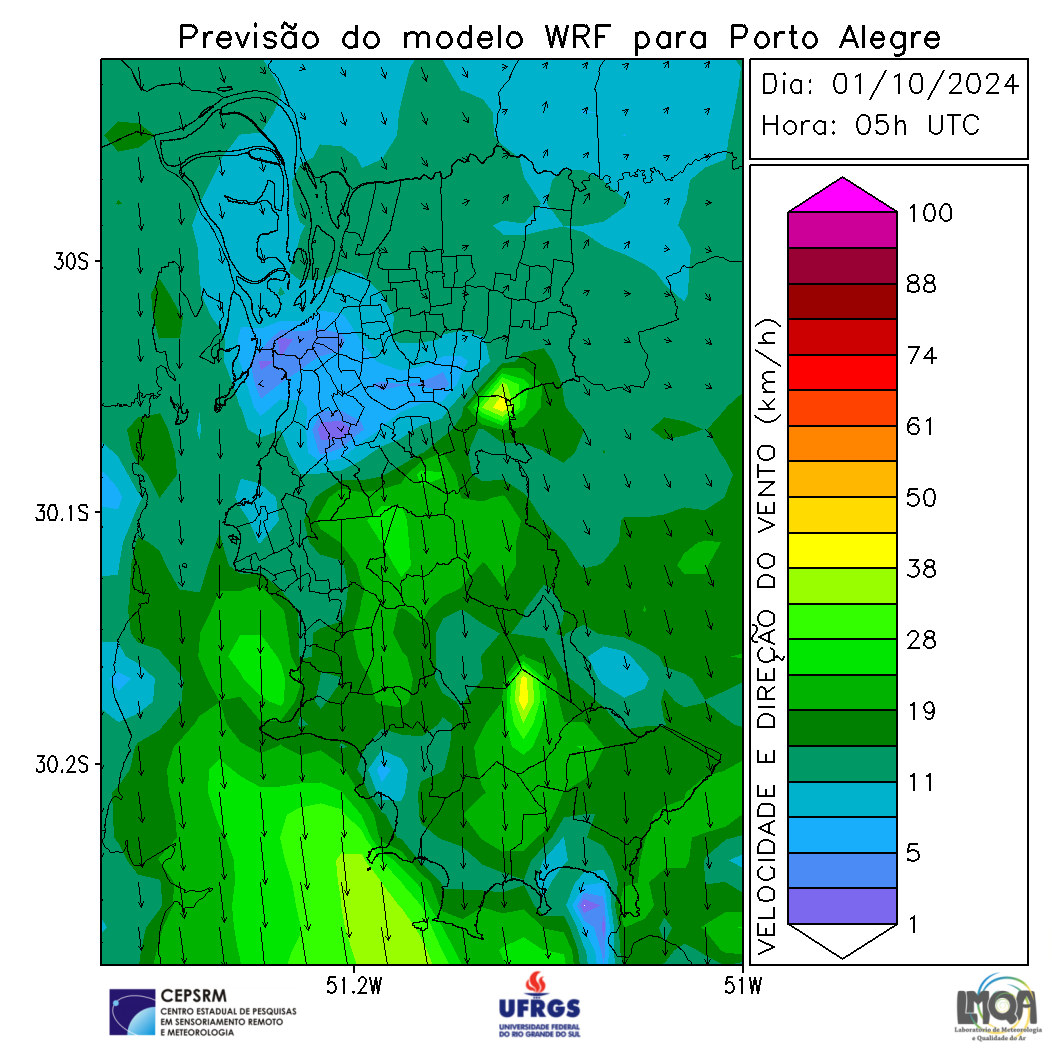 Previsão do modelo WRF para Porto Alegre
Dia: 01/10/2024
Hora: 05h UTC
30S
30.1S
30.2S
51.2W
51W
VELOCIDADE E DIREÇÃO DO VENTO (km/h)
100
88
74
61
50
38
28
19
11
5
1
CEPSRM
CENTRO ESTADUAL DE PESQUISAS
EM SENSORIAMENTO REMOTO
E METEOROLOGIA
UFRGS
UNIVERSIDADE FEDERAL
DO RIO GRANDE DO SUL
LMQA
Laboratório de Meteorologia
e Qualidade do Ar